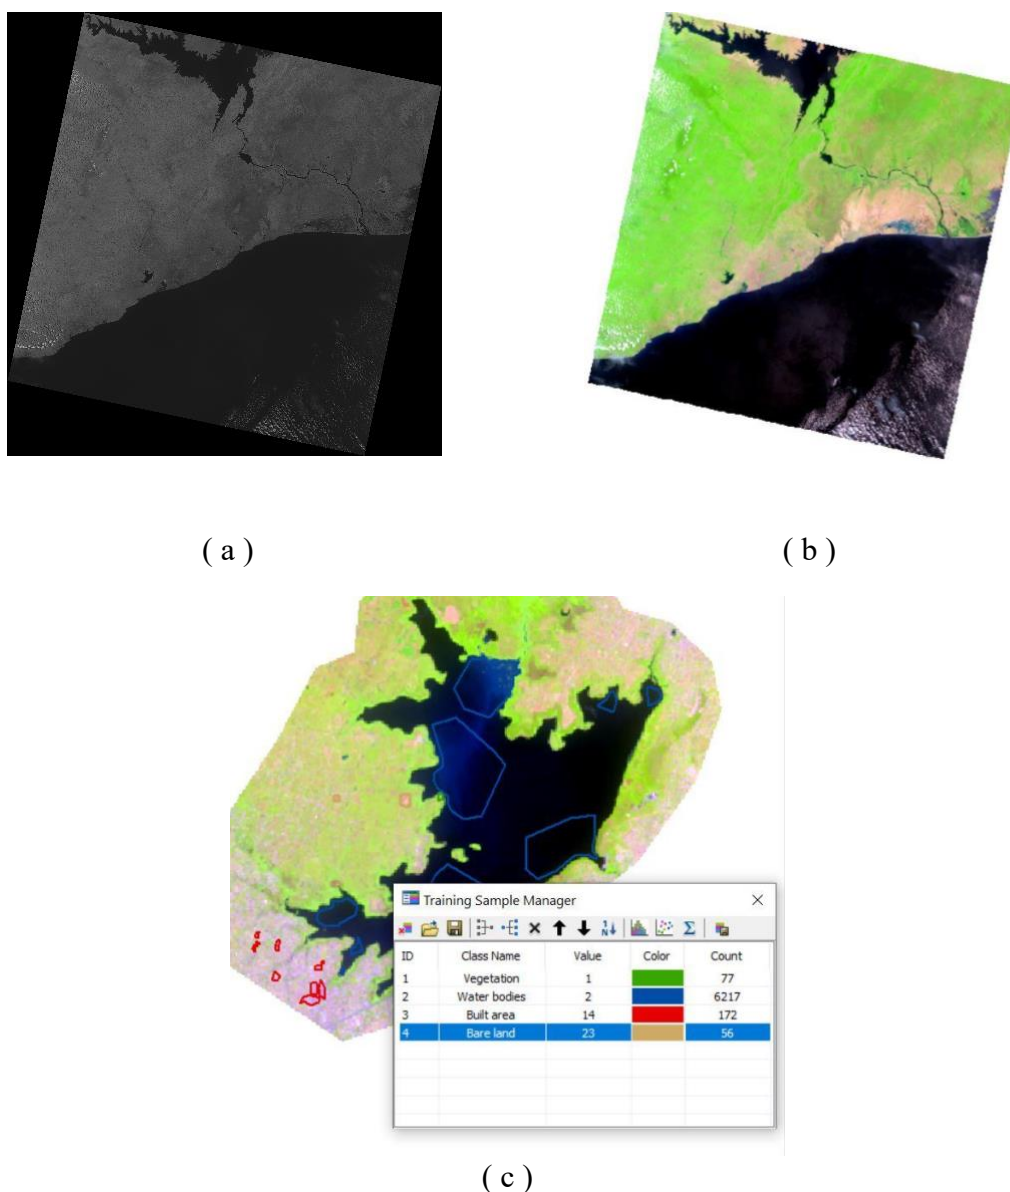 ( a )
( b )
Training Sample Manager
ID Class Name Value Color Count
1 Vegetation 1 77
2 Water bodies 2 6217
3 Built area 14 172
4 Bare land 23 56
( c )